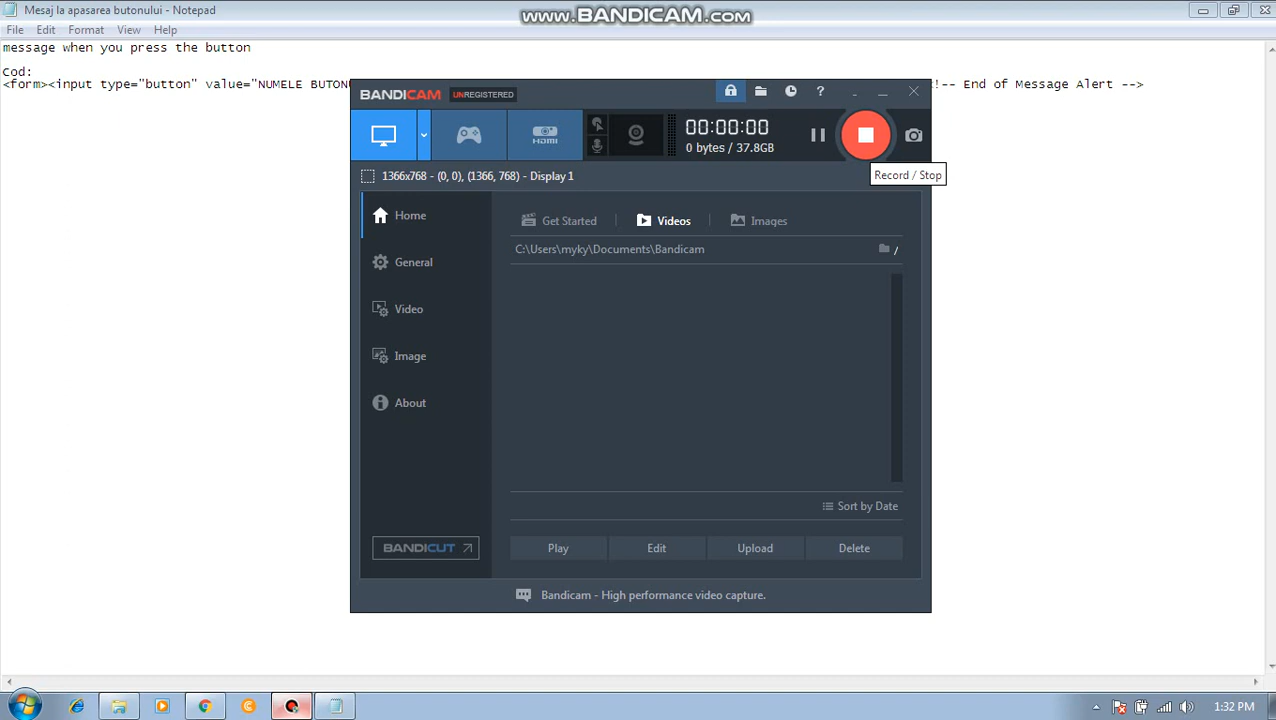 Mesaj la apasarea butonului - Notepad
www.BANDICAM.com
File Edit Format View Help
message when you press the button
Cod:
<form><input type="button" value="NUMELE BUTON
!-- End of Message Alert -->
BANDICAM UNREGISTERED
?
HDMI
00:00:00
0 bytes / 37.8GB
Record / Stop
1366x768 - (0, 0), (1366, 768) - Display 1
Home
General
Video
Image
About
Get Started
Videos
Images
C:\Users\myky\Documents\Bandicam
/
Sort by Date
Play
Edit
Upload
Delete
BANDICUT
Bandicam - High performance video capture.
1:32 PM